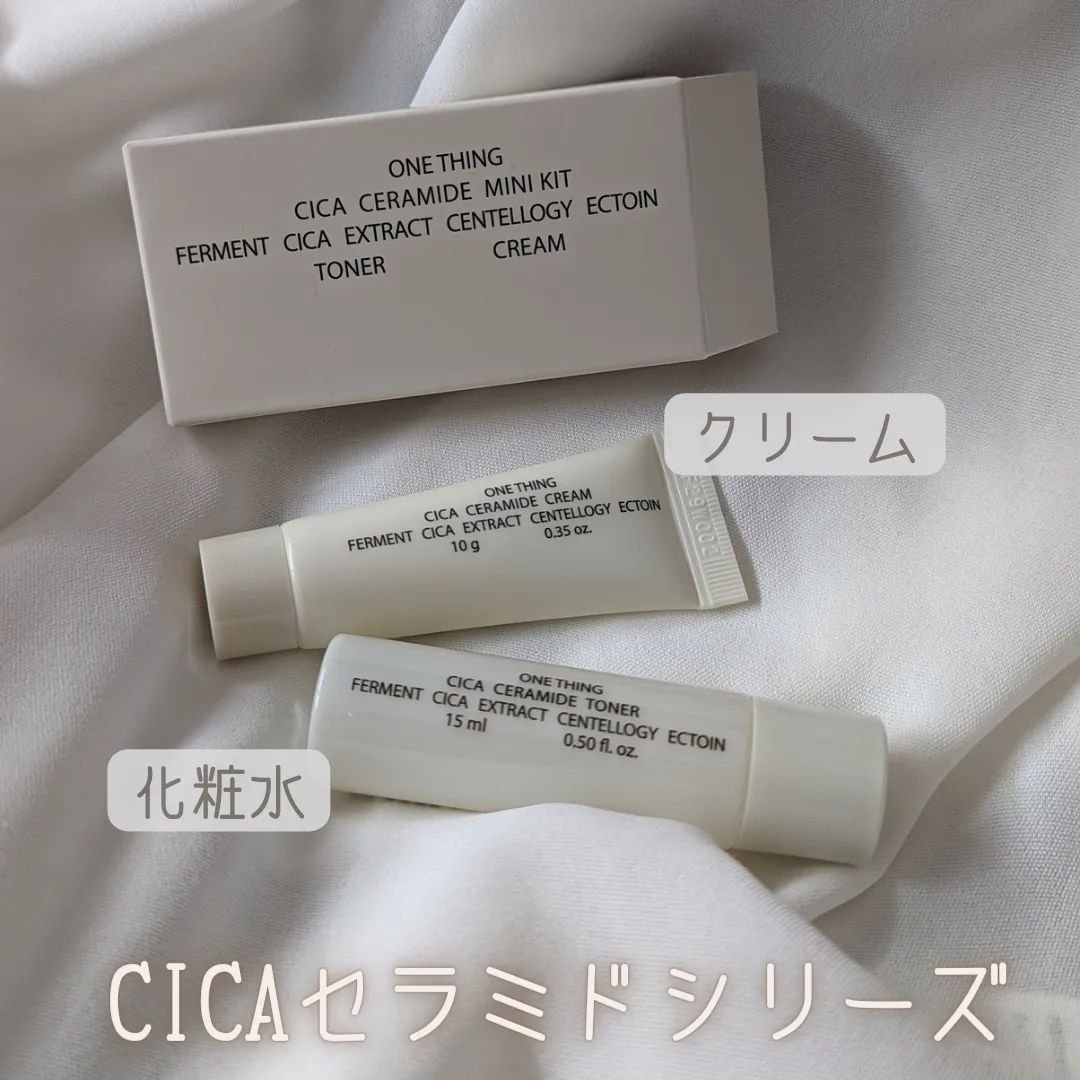 ONE THING
CICA CERAMIDE MINI KIT
FERMENT CICA EXTRACT CENTELLOGY ECTOIN
TONER CREAM
クリーム
ONE THING
CICA CERAMIDE CREAM
FERMENT CICA EXTRACT CENTELLOGY ECTOIN
10 g 0.35 oz.
ONE THING
CICA CERAMIDE TONER
FERMENT CICA EXTRACT CENTELLOGY ECTOIN
15 ml 0.50 fl. oz.
化粧水
CICAセラミドシリーズ